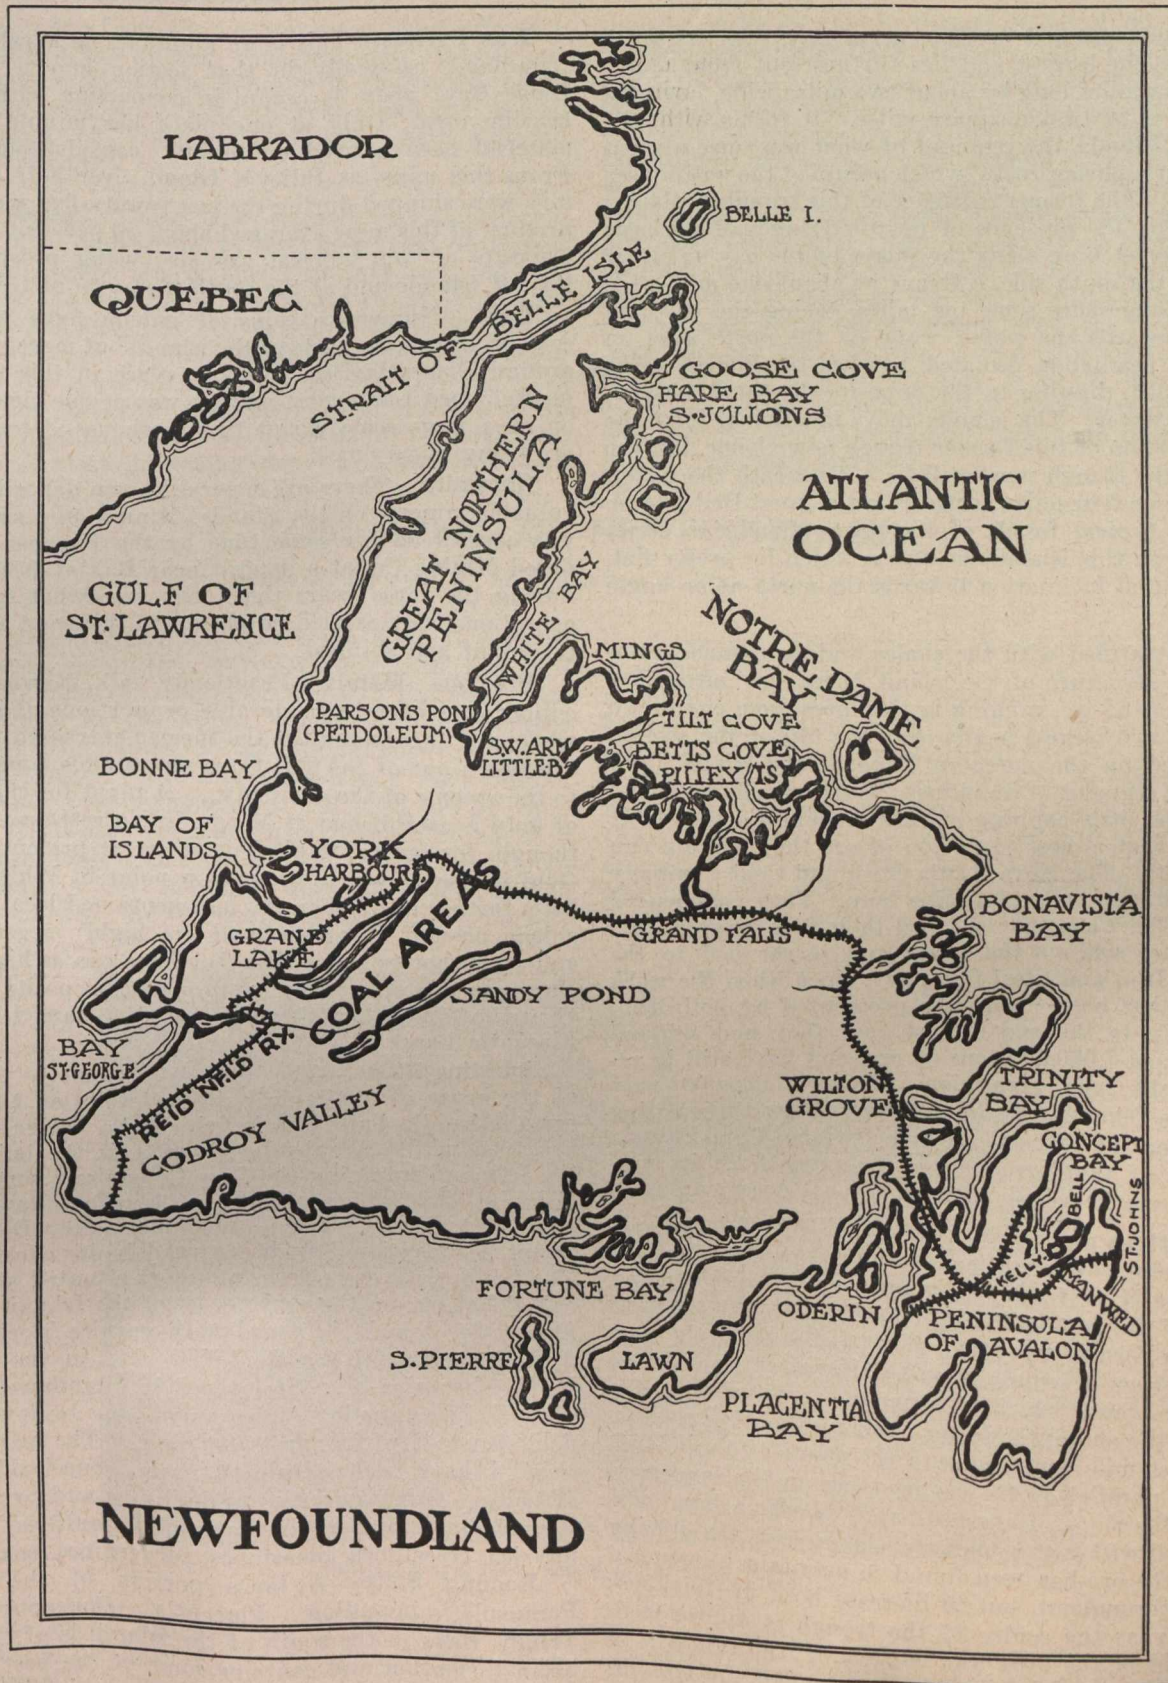 LABRADOR
BELLE I.
QUEBEC
STRAIT OF BELLE ISLE
GOOSE COVE
HARE BAY
S. JULIONS
GREAT NORTHERN
PENINSULA
ATLANTIC
OCEAN
GULF OF
ST. LAWRENCE
WHITE BAY
NOTRE DAME
BAY
MINGS
PARSONS POND
(PETDOLEUM)
TILT COVE
S.W. ARM
LITTLE B.
BETTS COVE
PILLEY IS
BONNE BAY
BAY OF
ISLANDS
YORK
HARBOUR
GRAND
LAKE
COAL AREAS
GRAND FALLS
BONAVISTA
BAY
SANDY POND
BAY
ST. GEORGE
REID NFLD RY.
CODROY VALLEY
WILTON
GROVE
TRINITY
BAY
CONCEPT
BAY
BELL
ST. JOHNS
KELLY
MANWED
FORTUNE BAY
ODERIN
PENINSULA
OF AVALON
S. PIERRE
LAWN
PLACENTIA
BAY
NEWFOUNDLAND